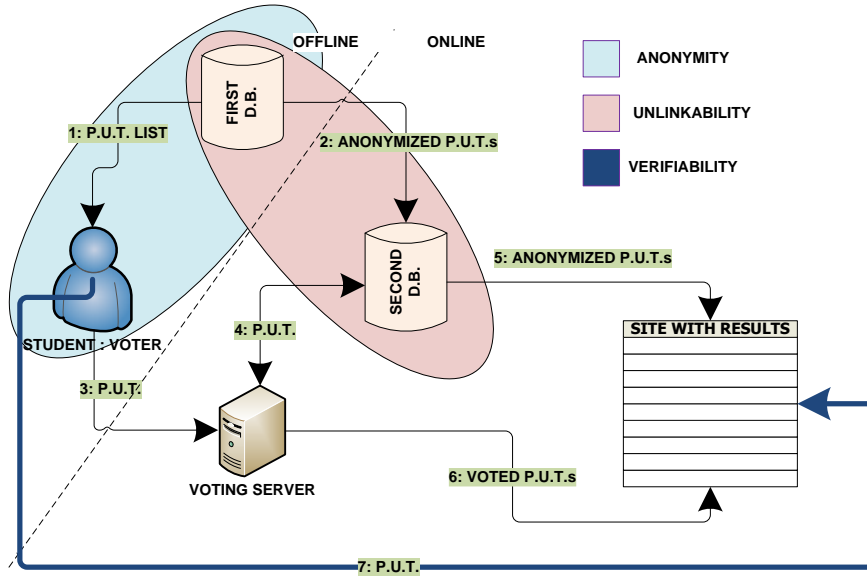 OFFLINE
ONLINE
ANONYMITY
UNLINKABILITY
VERIFIABILITY
FIRST
D.B.
1: P.U.T. LIST
2: ANONYMIZED P.U.T.s
SECOND
D.B.
5: ANONYMIZED P.U.T.s
STUDENT : VOTER
4: P.U.T.
SITE WITH RESULTS
3: P.U.T.
VOTING SERVER
6: VOTED P.U.T.s
7: P.U.T.